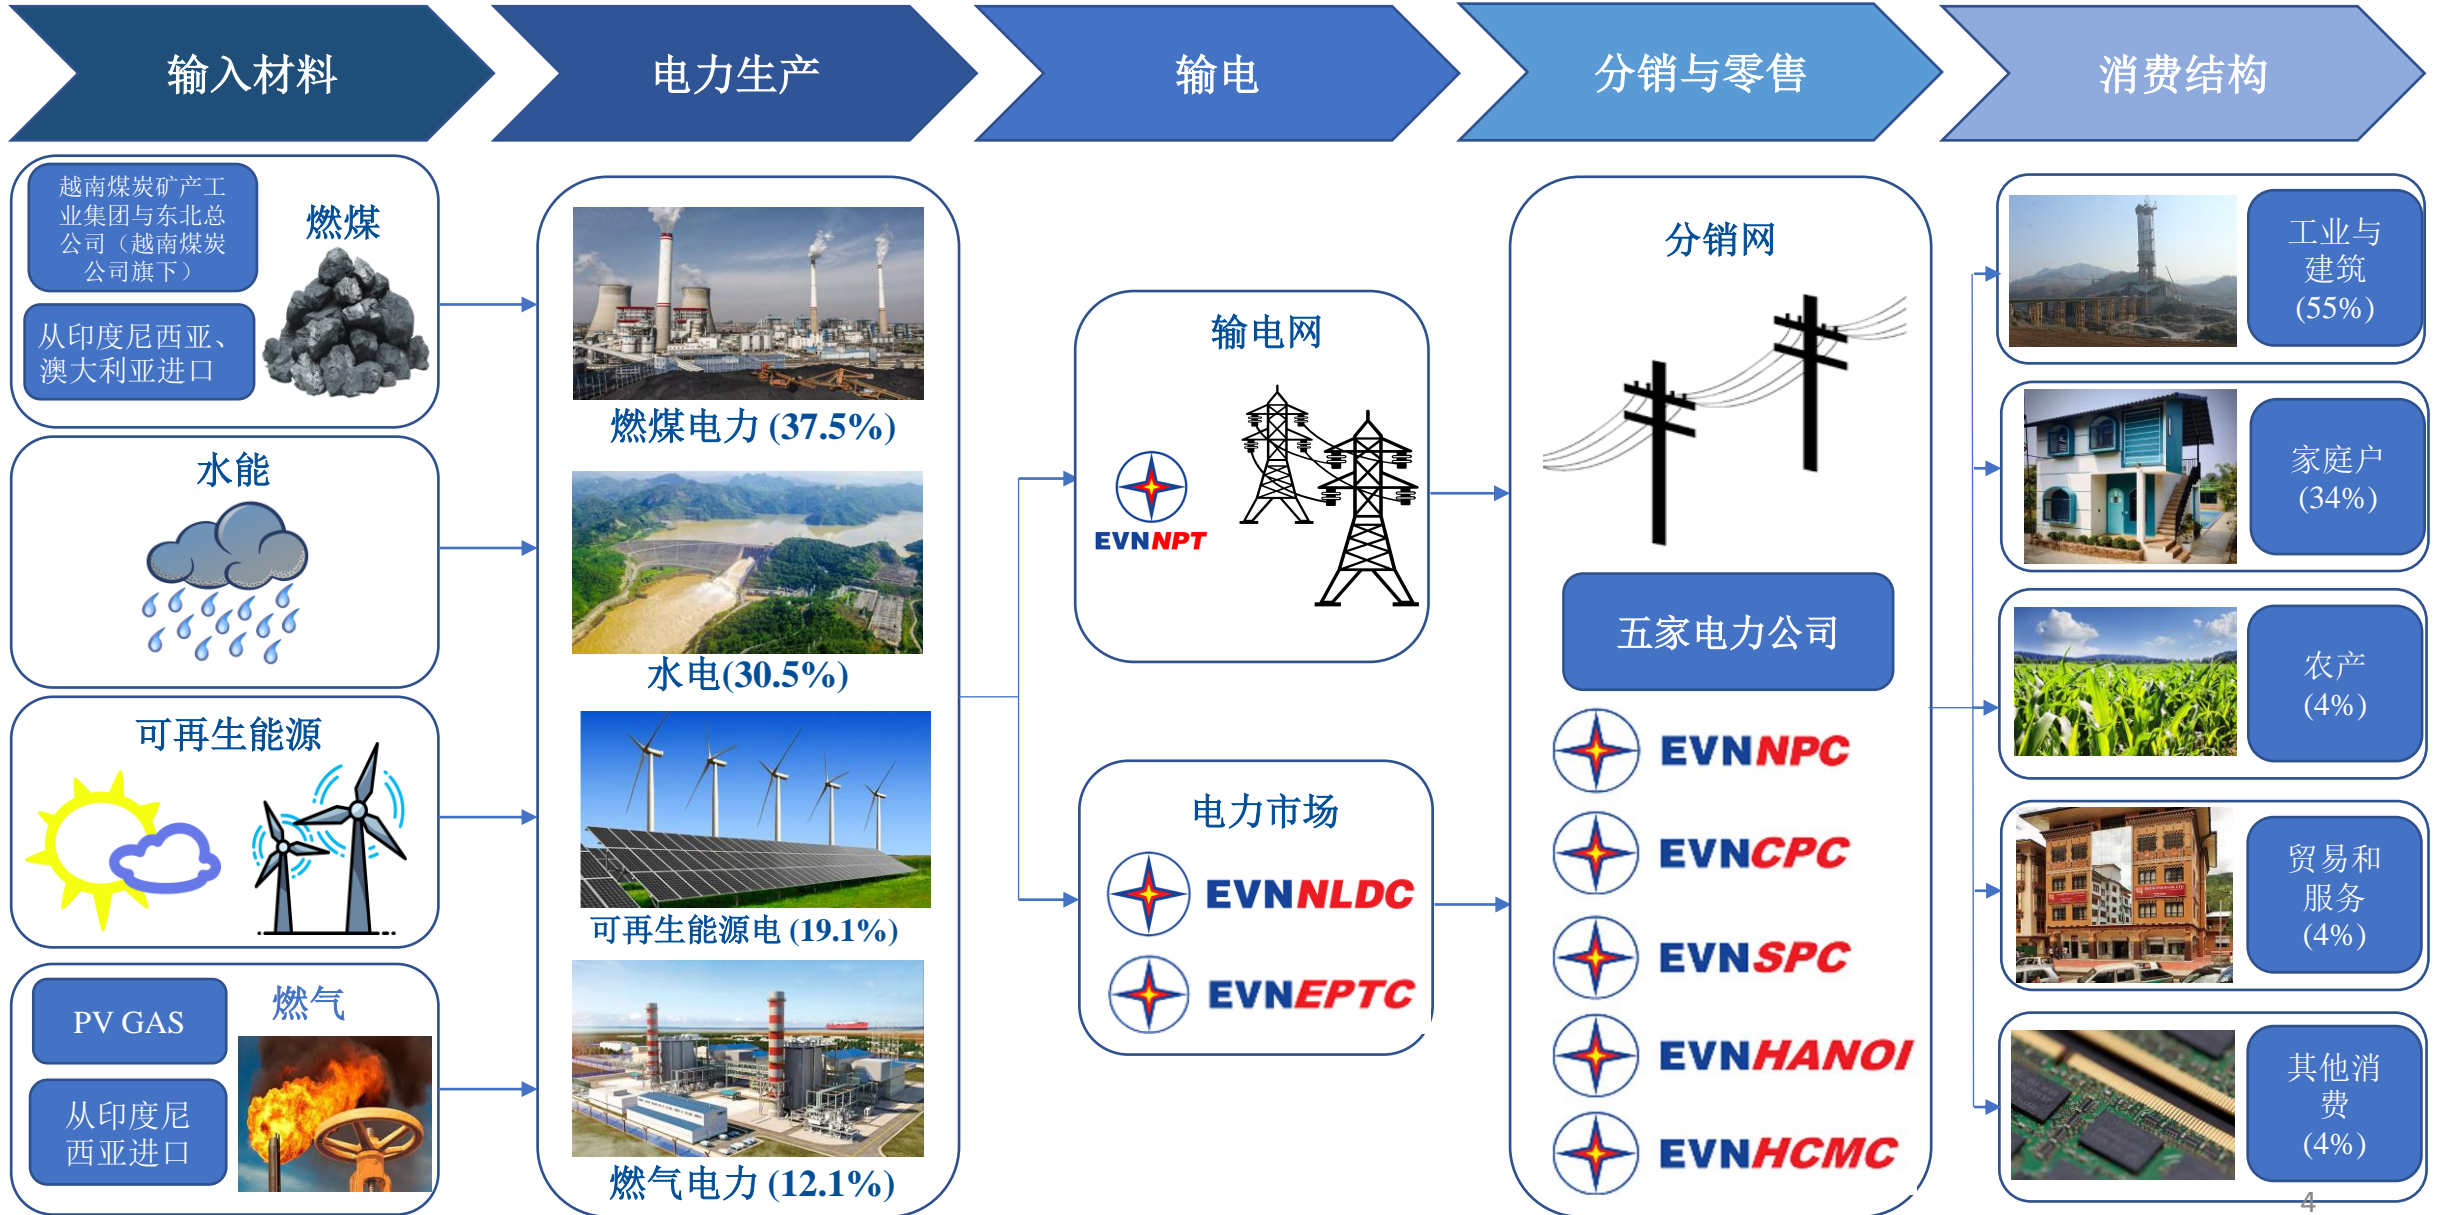 输入材料
电力生产
输电
分销与零售
消费结构
越南煤炭矿产工
业集团与东北总
公司（越南煤炭
公司旗下）
燃煤
从印度尼西亚、
澳大利亚进口
水能
可再生能源
PV GAS
燃气
从印度尼
西亚进口
燃煤电力 (37.5%)
水电(30.5%)
可再生能源电 (19.1%)
燃气电力 (12.1%)
输电网
EVNNPT
电力市场
EVNNLDC
EVNEPTC
分销网
五家电力公司
EVNNPC
EVNCPC
EVNSPC
EVNHANOI
EVNHCMC
工业与
建筑
(55%)
家庭户
(34%)
农产
(4%)
贸易和
服务
(4%)
其他消
费
(4%)
4